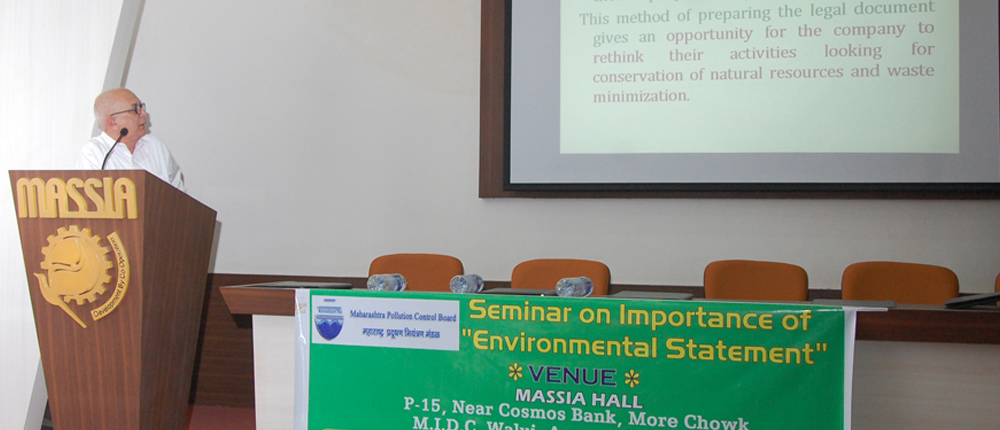 This method of preparing the legal document
gives an opportunity for the company to
rethink their activities looking for
conservation of natural resources and waste
minimization.
MASSIA
Development By Co-Operation
Maharashtra Pollution Control Board
महाराष्ट्र प्रदूषण नियंत्रण मंडळ
Seminar on Importance of
"Environmental Statement"
VENUE
MASSIA HALL
P-15, Near Cosmos Bank, More Chowk
M.I.D.C. Waluj,